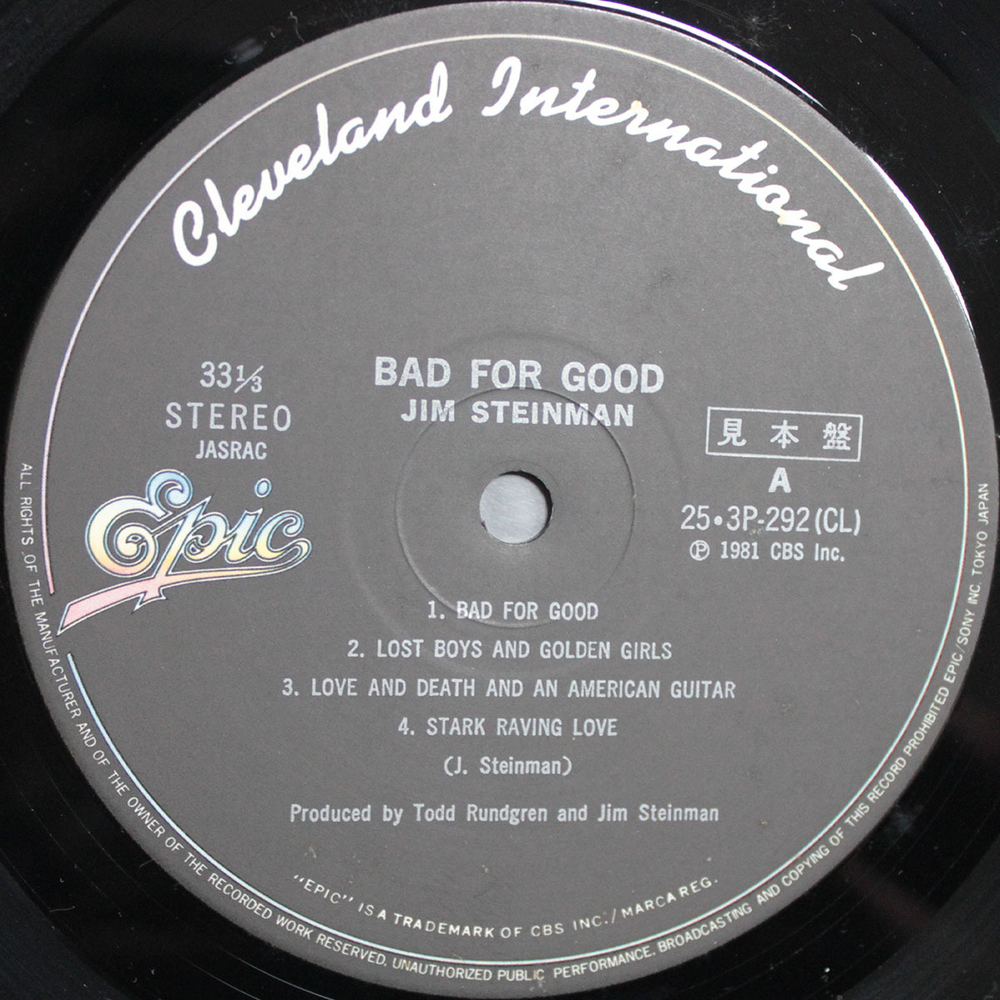 Cleveland International
33⅓
STEREO
JASRAC
Epic
BAD FOR GOOD
JIM STEINMAN
見本盤
A
25・3P-292(CL)
Ⓟ 1981 CBS Inc.
1. BAD FOR GOOD
2. LOST BOYS AND GOLDEN GIRLS
3. LOVE AND DEATH AND AN AMERICAN GUITAR
4. STARK RAVING LOVE
(J. Steinman)
Produced by Todd Rundgren and Jim Steinman
"EPIC" IS A TRADEMARK OF CBS INC./MARCA REG.
ALL RIGHTS OF THE MANUFACTURER AND OF THE OWNER OF THE RECORDED WORK RESERVED. UNAUTHORIZED PUBLIC PERFORMANCE. BROADCASTING AND COPYING OF THIS RECORD PROHIBITED EPIC/SONY INC. TOKYO JAPAN